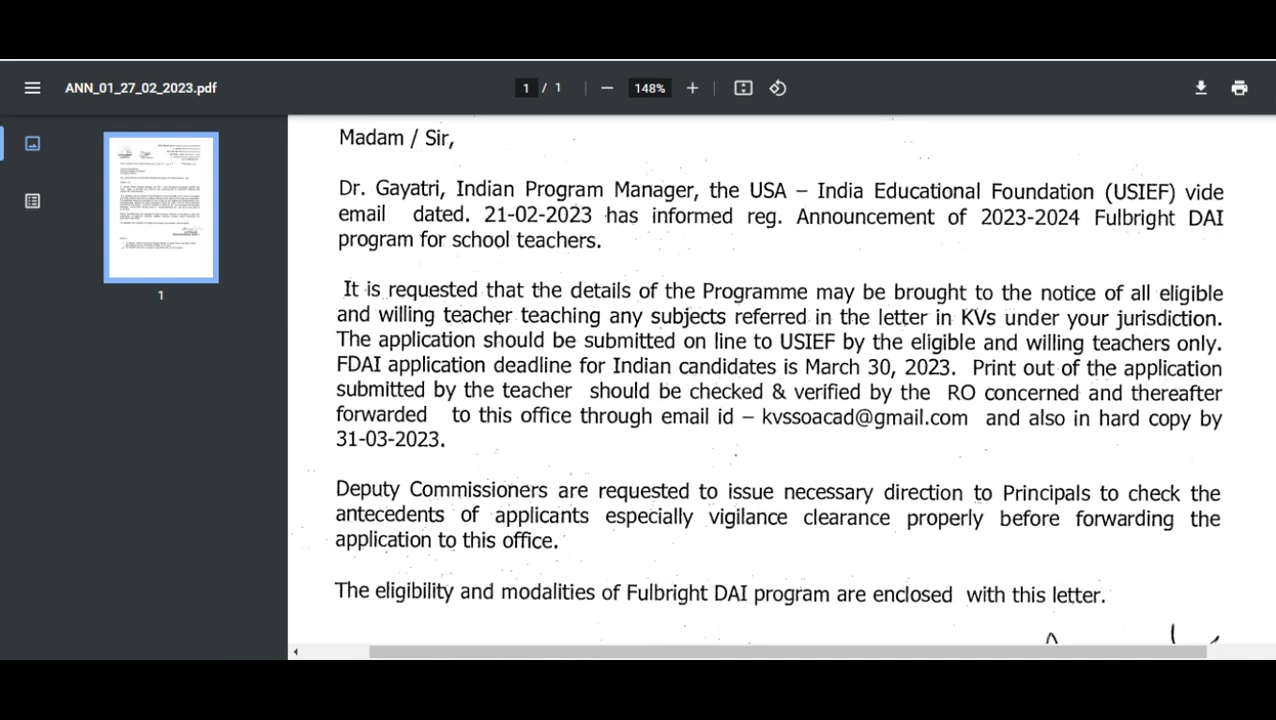 ANN_01_27_02_2023.pdf
1 / 1
148%
1
Madam / Sir,
Dr. Gayatri, Indian Program Manager, the USA – India Educational Foundation (USIEF) vide
email dated. 21-02-2023 has informed reg. Announcement of 2023-2024 Fulbright DAI
program for school teachers.
It is requested that the details of the Programme may be brought to the notice of all eligible
and willing teacher teaching any subjects referred in the letter in KVs under your jurisdiction.
The application should be submitted on line to USIEF by the eligible and willing teachers only.
FDAI application deadline for Indian candidates is March 30, 2023. Print out of the application
submitted by the teacher should be checked & verified by the RO concerned and thereafter
forwarded to this office through email id – kvssoacad@gmail.com and also in hard copy by
31-03-2023.
Deputy Commissioners are requested to issue necessary direction to Principals to check the
antecedents of applicants especially vigilance clearance properly before forwarding the
application to this office.
The eligibility and modalities of Fulbright DAI program are enclosed with this letter.